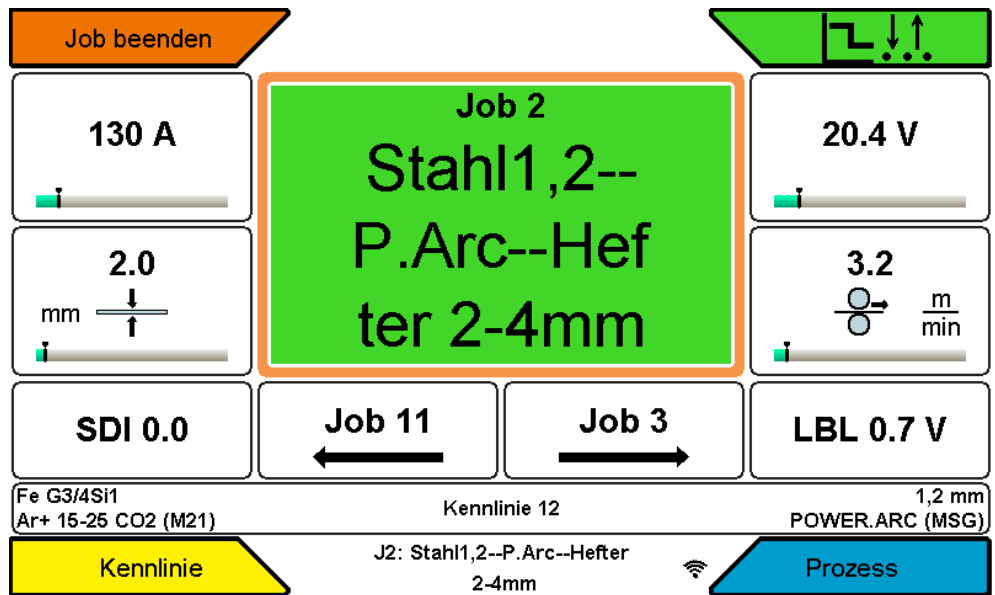 Job beenden
130 A
Job 2
Stahl1,2--
P.Arc--Hef
ter 2-4mm
20.4 V
2.0
mm
3.2
m
min
SDI 0.0
Job 11
Job 3
LBL 0.7 V
Fe G3/4Si1
Ar+ 15-25 CO2 (M21)
Kennlinie 12
1,2 mm
POWER.ARC (MSG)
Kennlinie
J2: Stahl1,2--P.Arc--Hefter
2-4mm
Prozess